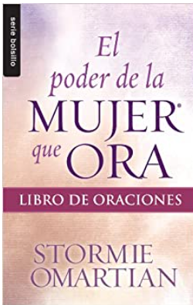 serie bolsillo
El
poder de la
MUJER®
que ORA
LIBRO DE ORACIONES
STORMIE
OMARTIAN